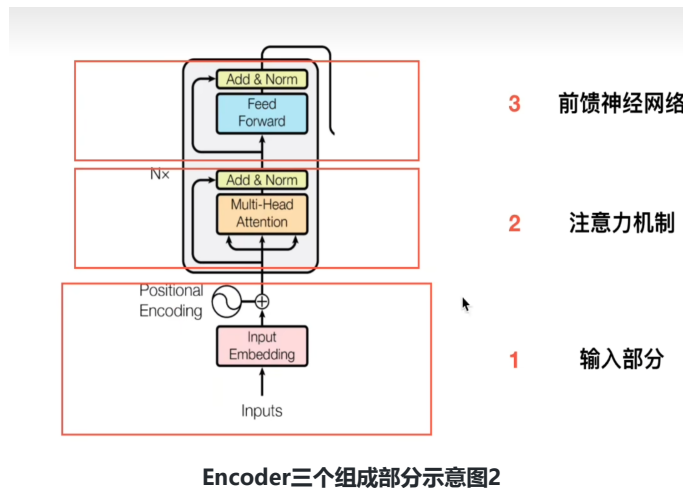 Add & Norm
Feed
Forward
3 前馈神经网络
N×
Add & Norm
Multi-Head
Attention
2 注意力机制
Positional
Encoding
Input
Embedding
1 输入部分
Inputs
Encoder三个组成部分示意图2